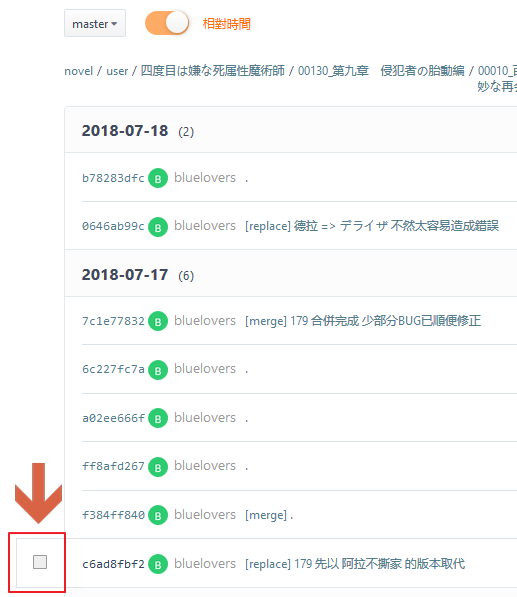 master
相對時間
novel / user / 四度目は嫌な死属性魔術師 / 00130_第九章　侵犯者の胎動編 / 00010_
妙な再
2018-07-18 (2)
b78283dfc B bluelovers .
0646ab99c B bluelovers [replace] 德拉 => デライザ 不然太容易造成錯誤
2018-07-17 (6)
7c1e77832 B bluelovers [merge] 179 合併完成 少部分BUG已順便修正
6c227fc7a B bluelovers .
a02ee666f B bluelovers .
ff8afd267 B bluelovers .
f384ff840 B bluelovers [merge] .
c6ad8fbf2 B bluelovers [replace] 179 先以 阿拉不撕家 的版本取代